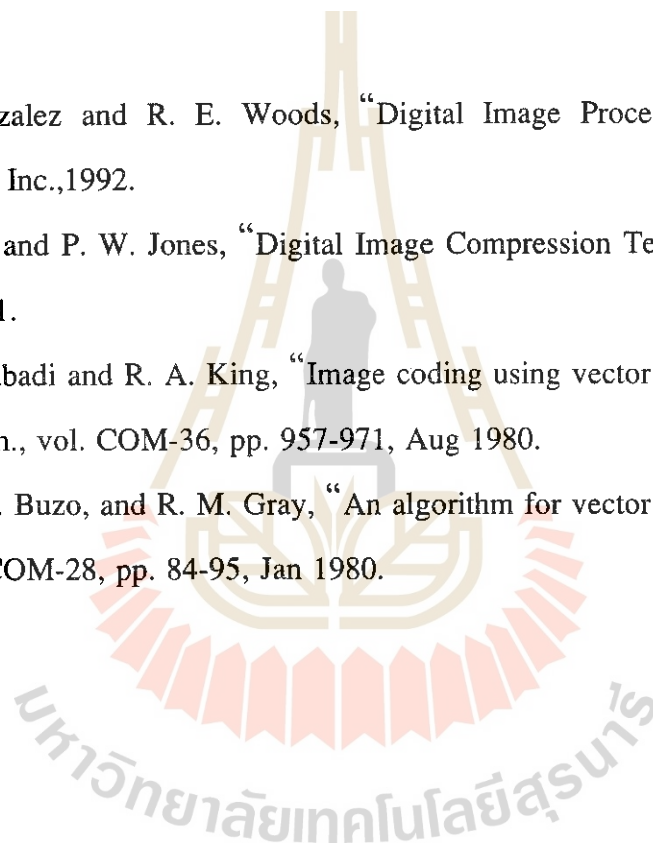 zalez and R. E. Woods, “Digital Image Proce
Inc.,1992.
and P. W. Jones, “Digital Image Compression Te
1.
abadi and R. A. King, “Image coding using vector
n., vol. COM-36, pp. 957-971, Aug 1980.
. Buzo, and R. M. Gray, “An algorithm for vector
COM-28, pp. 84-95, Jan 1980.
มหาวิทยาลัยเทคโนโลยีสุรนารี